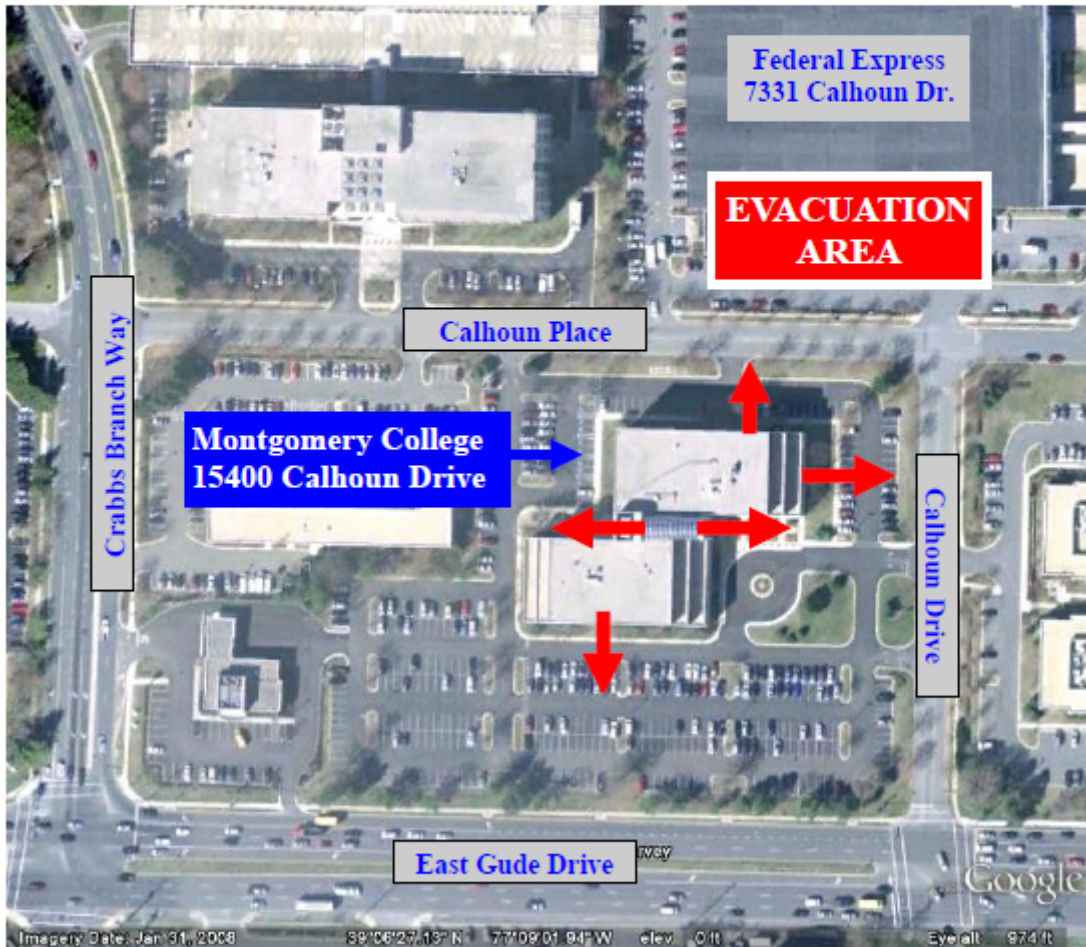 Federal Express
7331 Calhoun Dr.
EVACUATION
AREA
Calhoun Place
Crabbs Branch Way
Montgomery College
15400 Calhoun Drive
Calhoun Drive
East Gude Drive
Google
Imagery Date: Jan 31, 2008
39°06'27.13" N
77°09'01.94" W
elev 0 ft
Eye alt 974 ft